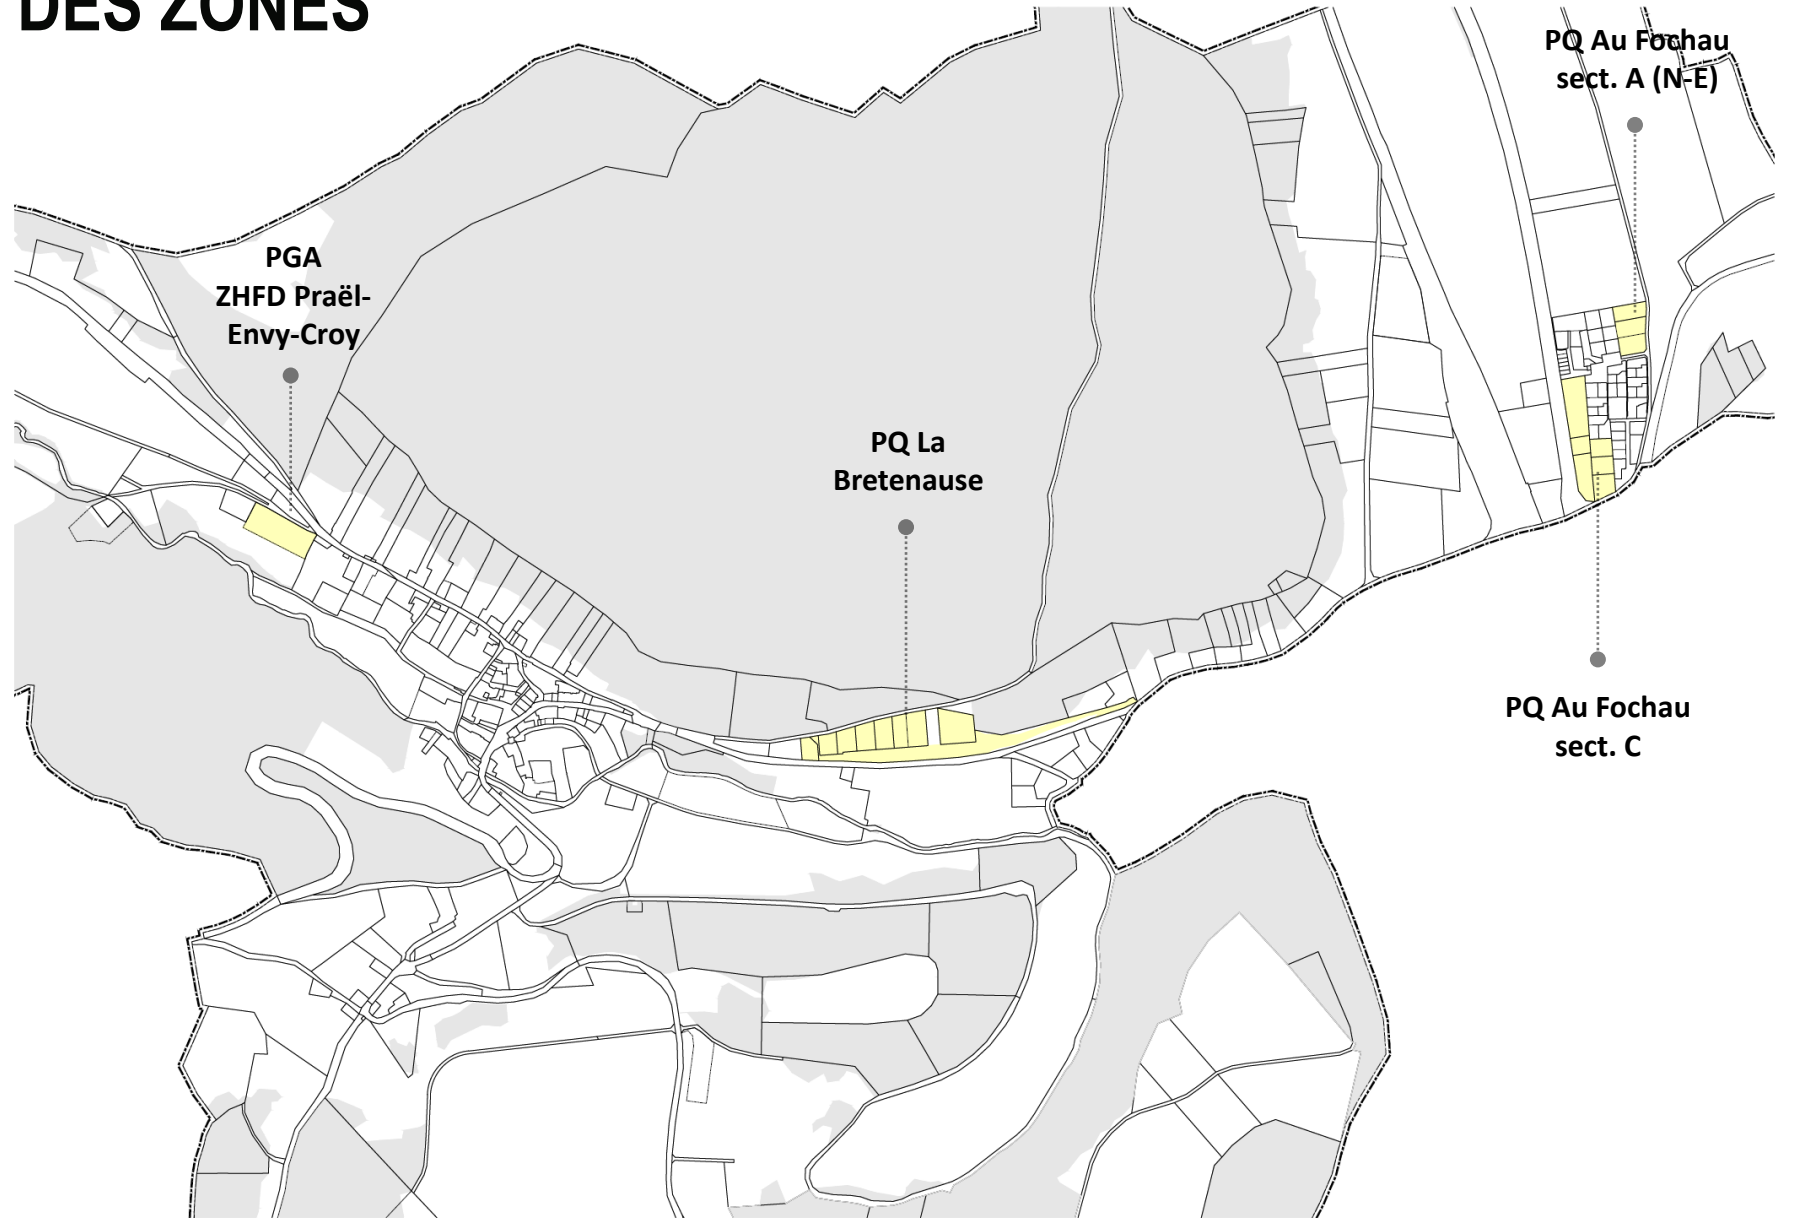 DES ZONES
PQ Au Fochau
sect. A (N-E)
PGA
ZHFD Praël-
Envy-Croy
PQ La
Bretenause
PQ Au Fochau
sect. C